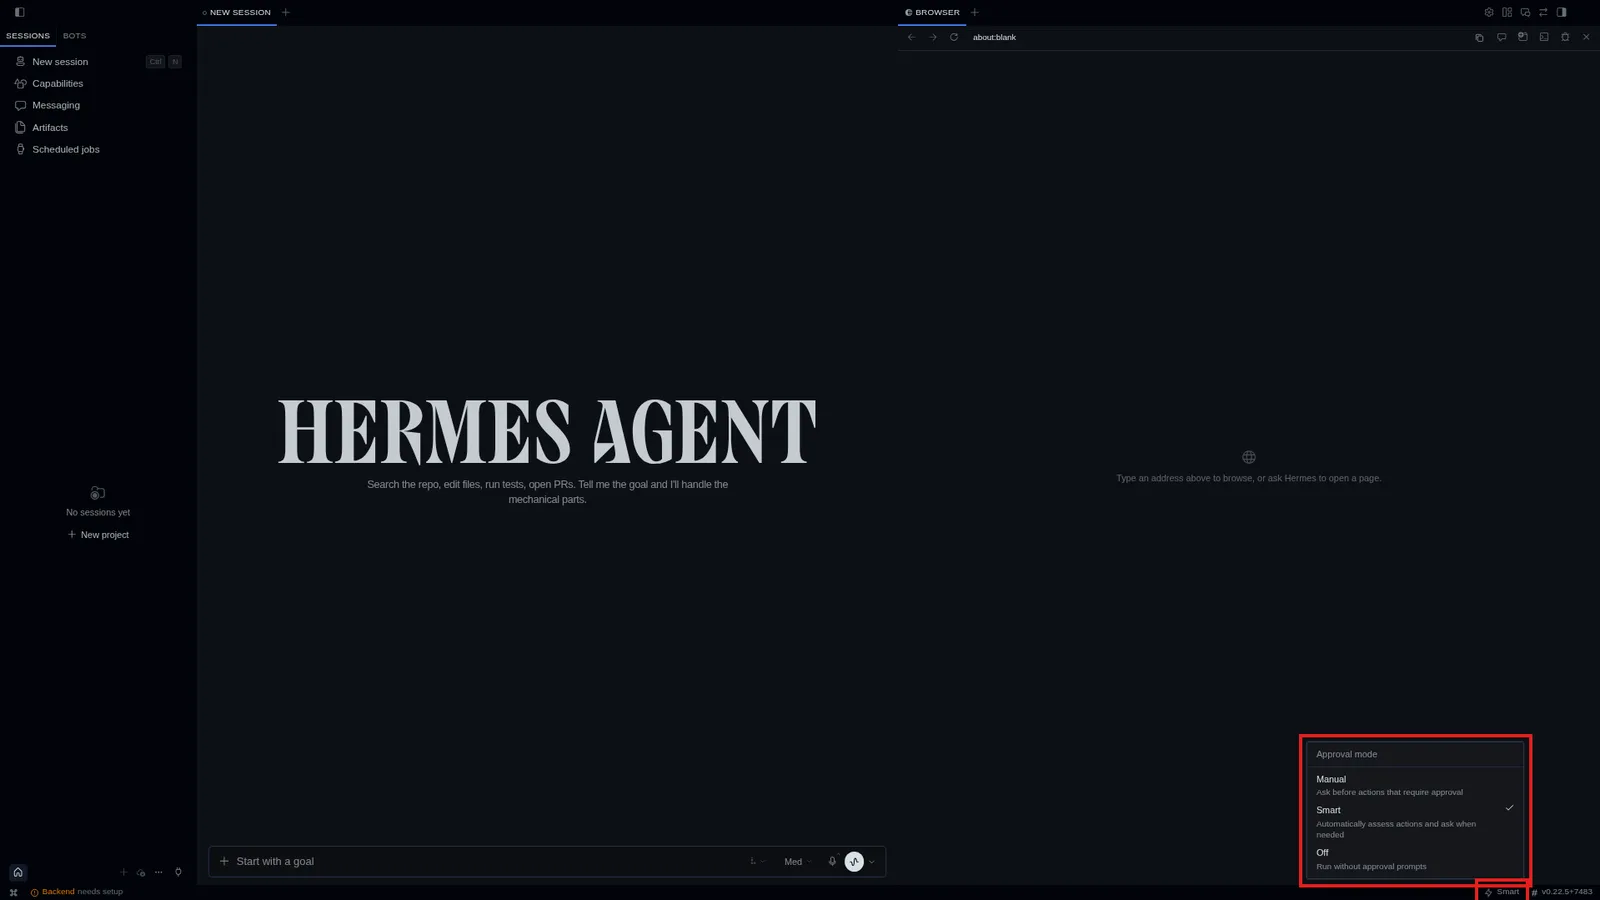 NEW SESSION
BROWSER
SESSIONS
BOTS
about:blank
New session
Ctrl
N
Capabilities
Messaging
Artifacts
Scheduled jobs
HERMES AGENT
Search the repo, edit files, run tests, open PRs. Tell me the goal and I'll handle the
mechanical parts.
Type an address above to browse, or ask Hermes to open a page.
No sessions yet
New project
Approval mode
Manual
Ask before actions that require approval
Smart
Automatically assess actions and ask when
needed
Off
Run without approval prompts
Start with a goal
Med
Backend needs setup
Smart
# v0.22.5+7483